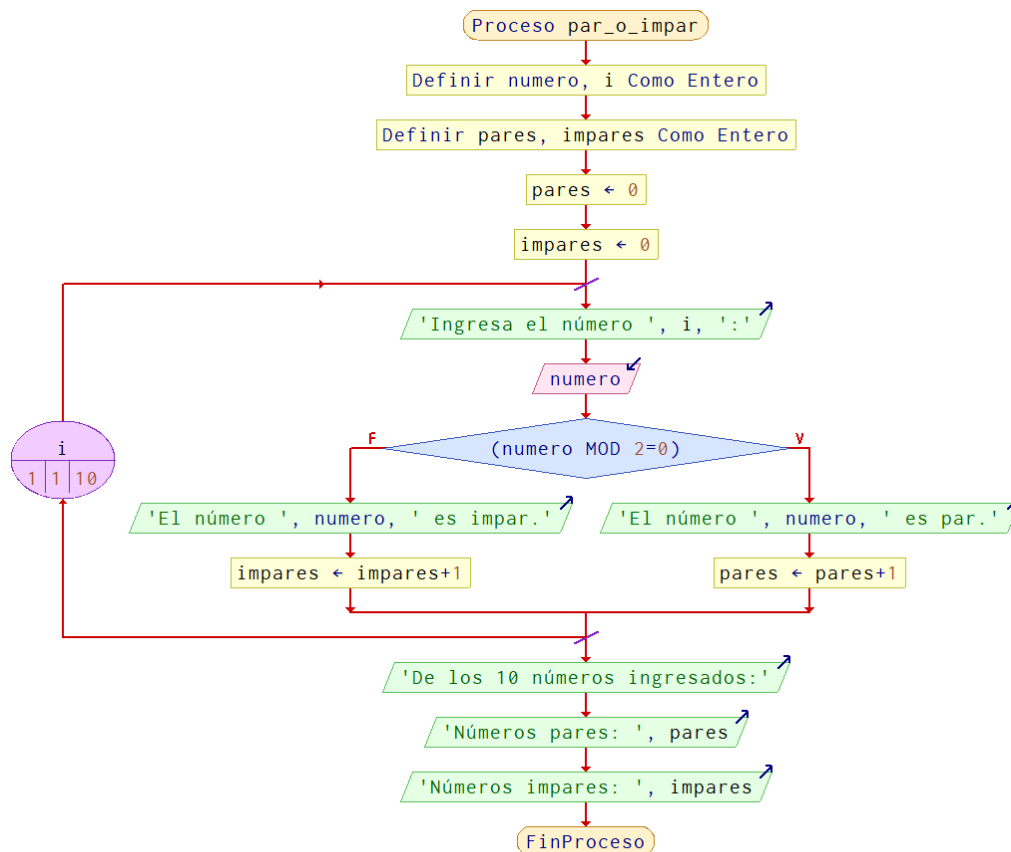 Proceso par_o_impar
Definir numero, i Como Entero
Definir pares, impares Como Entero
pares ← 0
impares ← 0
'Ingresa el número ', i, ':'
numero
i
1 1 10
F
(numero MOD 2=0)
V
'El número ', numero, ' es impar.'
'El número ', numero, ' es par.'
impares ← impares+1
pares ← pares+1
'De los 10 números ingresados:'
'Números pares: ', pares
'Números impares: ', impares
FinProceso